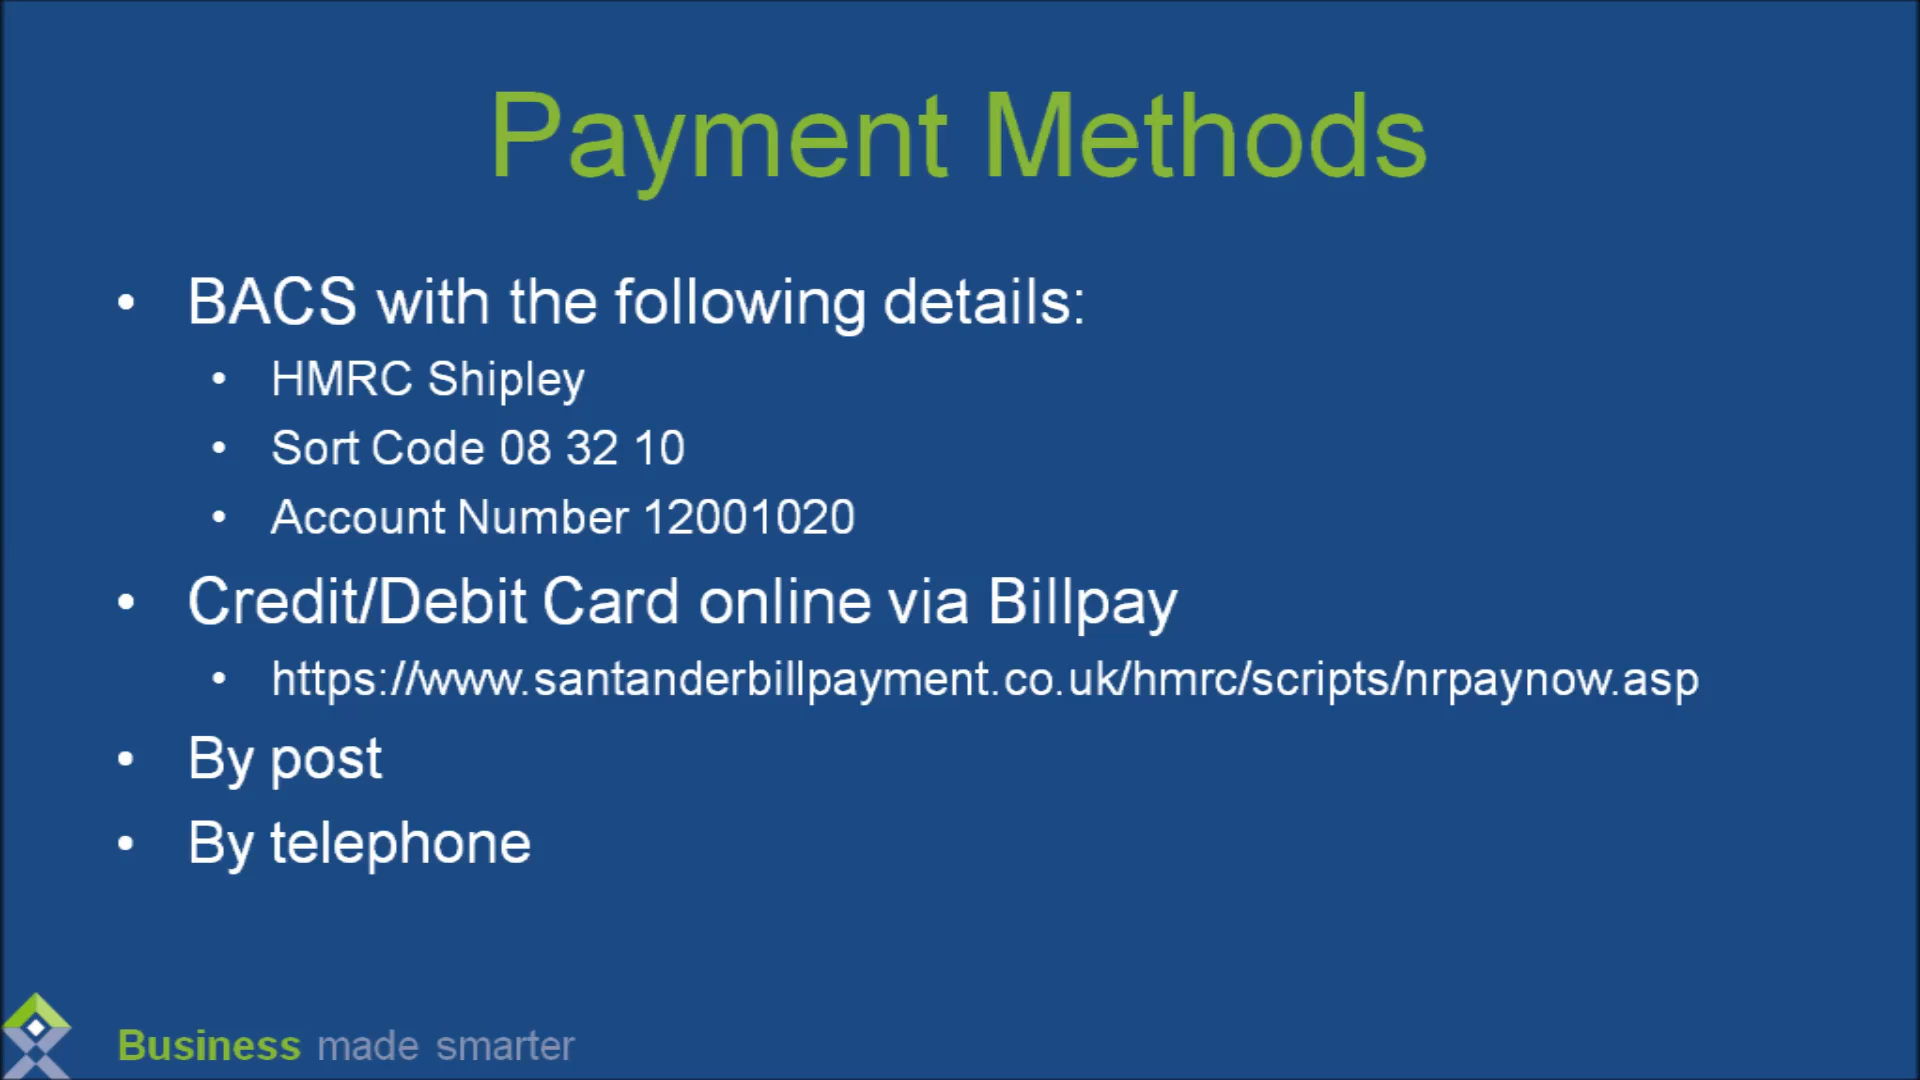 Payment Methods
• BACS with the following details:
• HMRC Shipley
• Sort Code 08 32 10
• Account Number 12001020
• Credit/Debit Card online via Billpay
• https://www.santanderbillpayment.co.uk/hmrc/scripts/nrpaynow.asp
• By post
• By telephone
Business made smarter